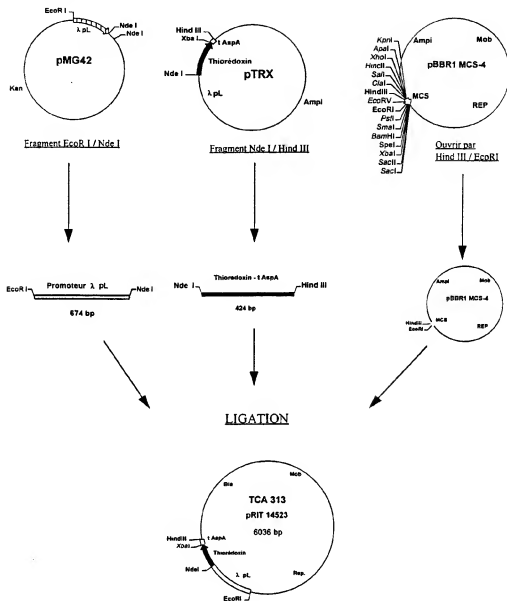 EcoR I
λ pL
Nde I
Nde I
pMG42
Kan
Fragment EcoR I / Nde I
Hind III
Xba I
t AspA
Thiorédoxin
pTRX
Nde I
λ pL
Ampi
Fragment Nde I / Hind III
KpnI
ApaI
XhoI
HincII
SalI
ClaI
HindIII
EcoRV
EcoRI
PstI
SmaI
BamHI
SpeI
XbaI
SacII
SacI
Ampi
Mob
pBBR1 MCS-4
MCS
REP
Ouvrir par
Hind III / EcoRI
EcoRI
Promoteur λ pL
Nde I
674 bp
Nde I
Thioredoxin - t AspA
Hind III
424 bp
Ampi
Mob
pBBR1 MCS-4
HindIII
MCS
EcoRI
REP
LIGATION
Bla
Mob
TCA 313
pRIT 14523
6036 bp
HindIII
t AspA
XbaI
Thiorédoxin
NdeI
λ pL
Rep.
EcoRI